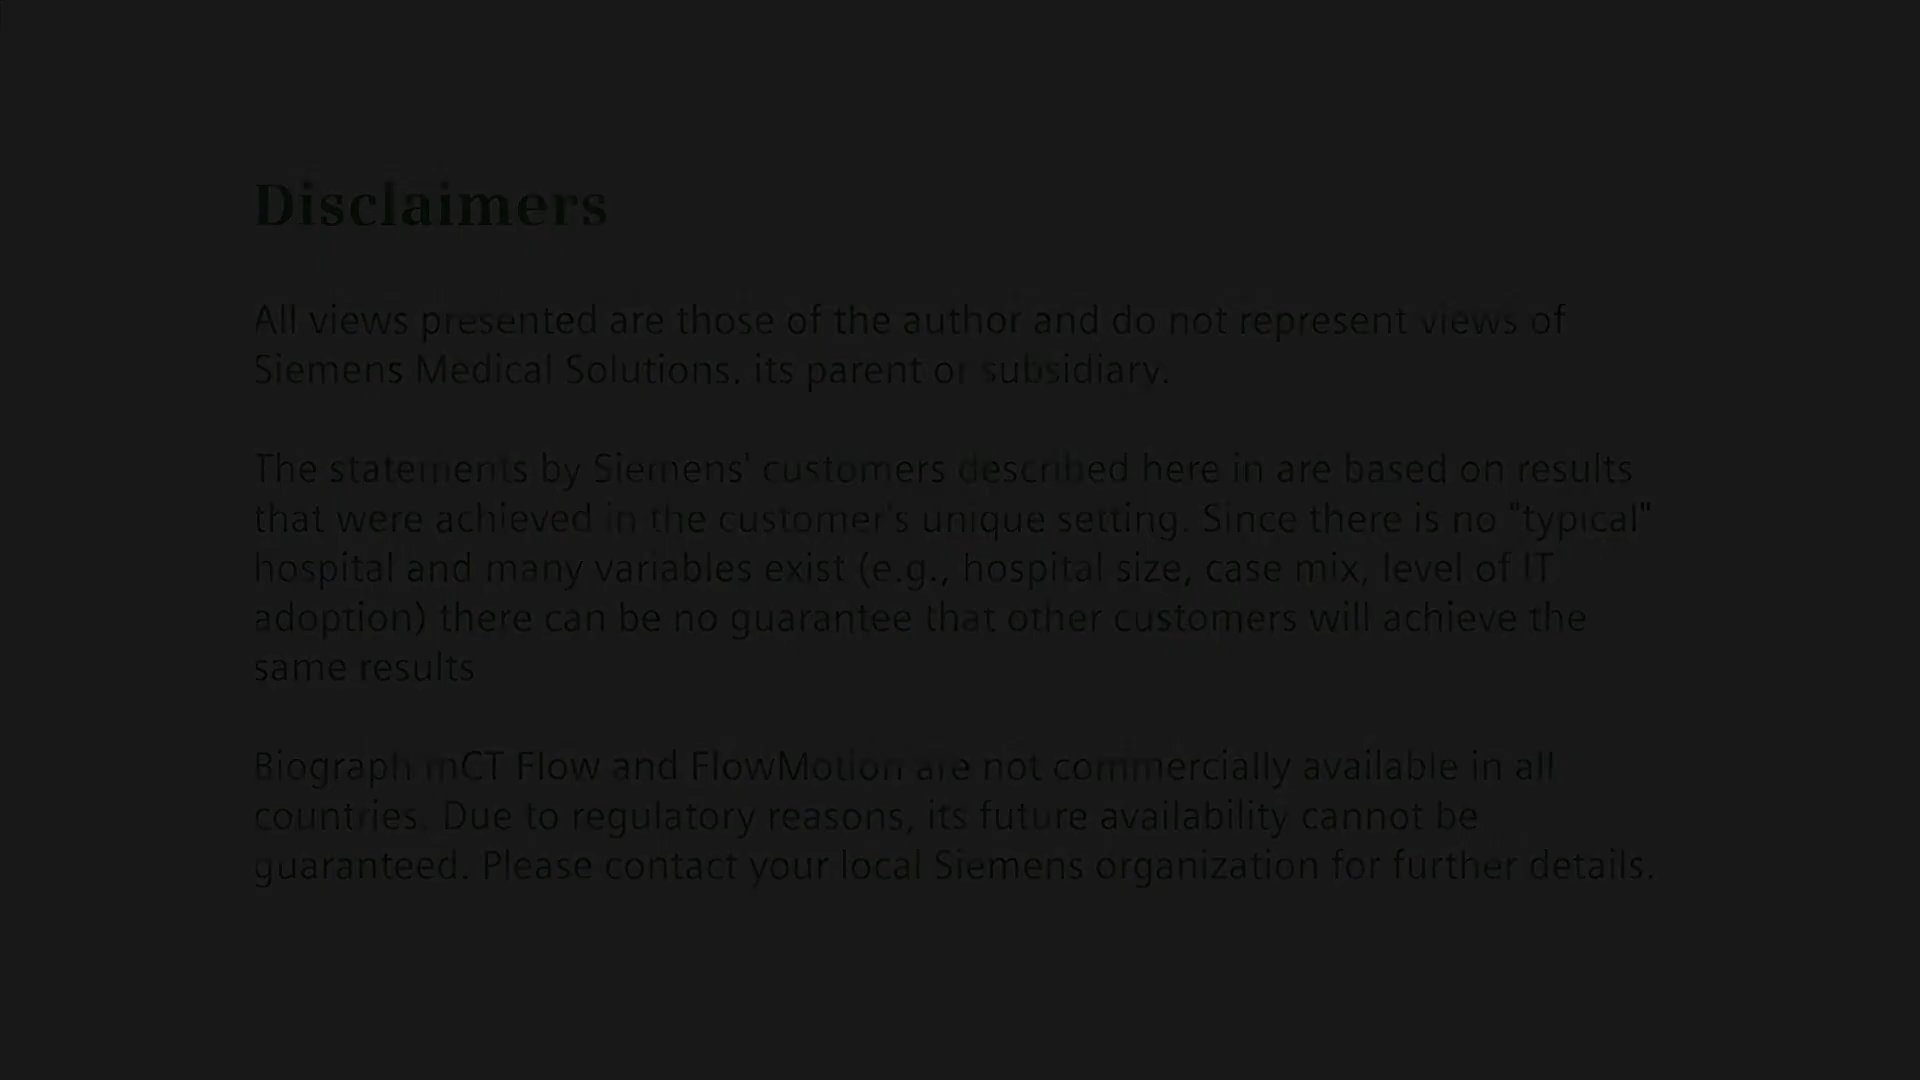 Disclaimers
All views presented are those of the author and do not represent views of
Siemens Medical Solutions, its parent or subsidiary.
The statements by Siemens' customers described here in are based on results
that were achieved in the customer's unique setting. Since there is no "typical"
hospital and many variables exist (e.g., hospital size, case mix, level of IT
adoption) there can be no guarantee that other customers will achieve the
same results
Biograph mCT Flow and FlowMotion are not commercially available in all
countries. Due to regulatory reasons, its future availability cannot be
guaranteed. Please contact your local Siemens organization for further details.